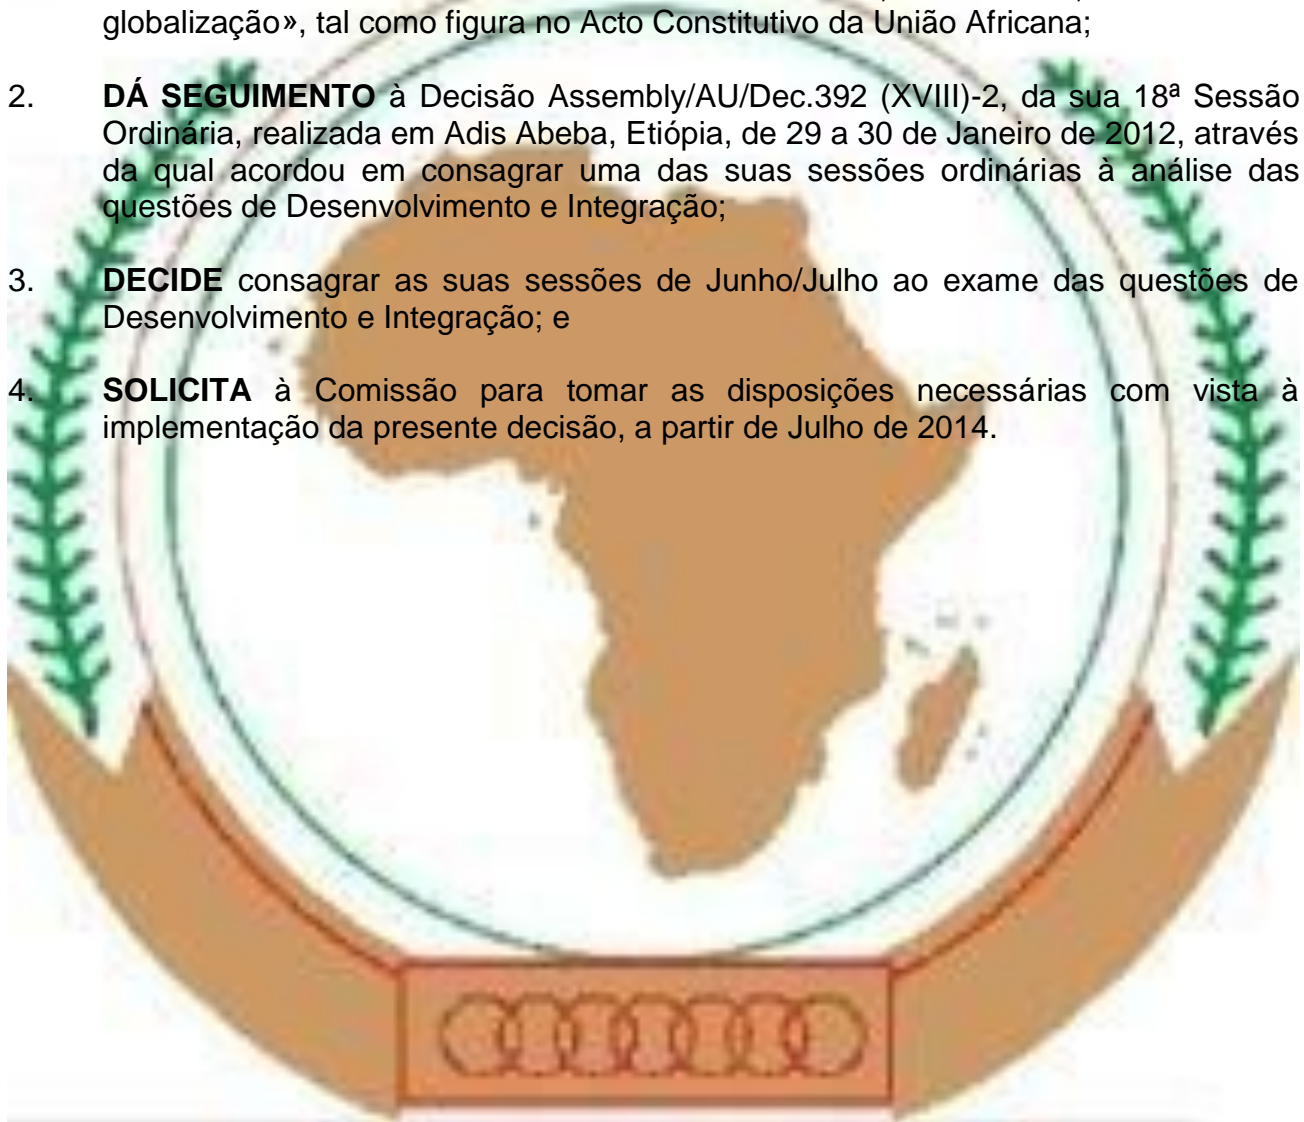 globalização», tal como figura no Acto Constitutivo da União Africana;
2. DÁ SEGUIMENTO à Decisão Assembly/AU/Dec.392 (XVIII)-2, da sua 18ª Sessão
Ordinária, realizada em Adis Abeba, Etiópia, de 29 a 30 de Janeiro de 2012, através
da qual acordou em consagrar uma das suas sessões ordinárias à análise das
questões de Desenvolvimento e Integração;
3. DECIDE consagrar as suas sessões de Junho/Julho ao exame das questões de
Desenvolvimento e Integração; e
4. SOLICITA à Comissão para tomar as disposições necessárias com vista à
implementação da presente decisão, a partir de Julho de 2014.